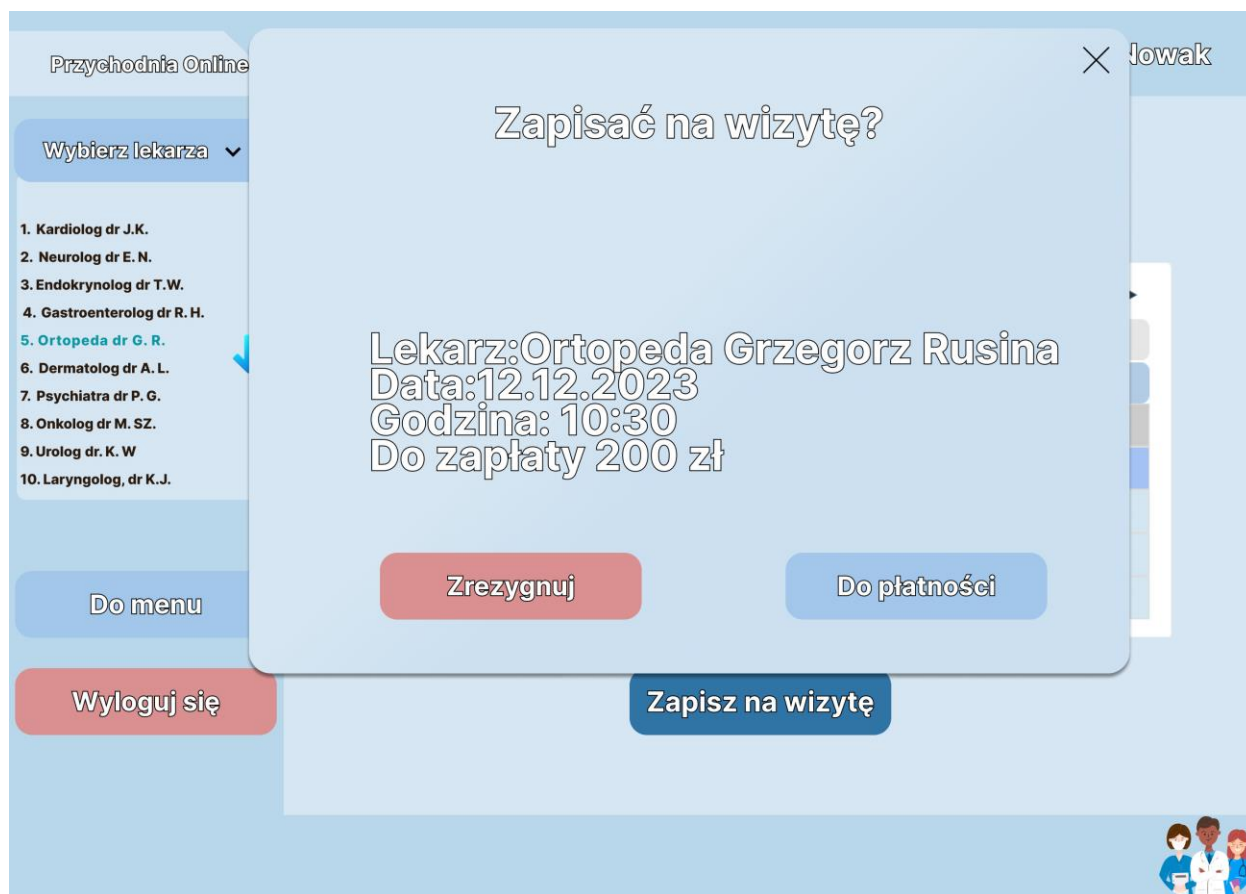 Przychodnia Online
Nowak
Wybierz lekarza
1. Kardiolog dr J.K.
2. Neurolog dr E. N.
3. Endokrynolog dr T.W.
4. Gastroenterolog dr R. H.
5. Ortopeda dr G. R.
6. Dermatolog dr A. L.
7. Psychiatra dr P. G.
8. Onkolog dr M. SZ.
9. Urolog dr. K. W
10. Laryngolog, dr K.J.
Do menu
Wyloguj się
Zapisać na wizytę?
Lekarz:Ortopeda Grzegorz Rusina
Data:12.12.2023
Godzina: 10:30
Do zapłaty 200 zł
Zrezygnuj
Do płatności
Zapisz na wizytę